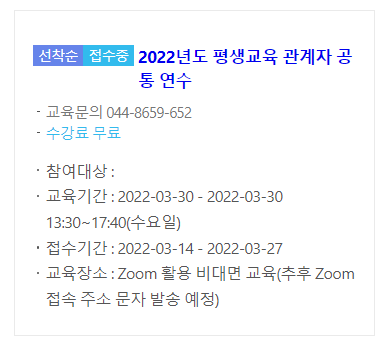 선착순 접수중 2022년도 평생교육 관계자 공
통 연수
- 교육문의 044-8659-652
- 수강료 무료
· 참여대상 :
· 교육기간 : 2022-03-30 - 2022-03-30
13:30~17:40(수요일)
· 접수기간 : 2022-03-14 - 2022-03-27
· 교육장소 : Zoom 활용 비대면 교육(추후 Zoom
접속 주소 문자 발송 예정)